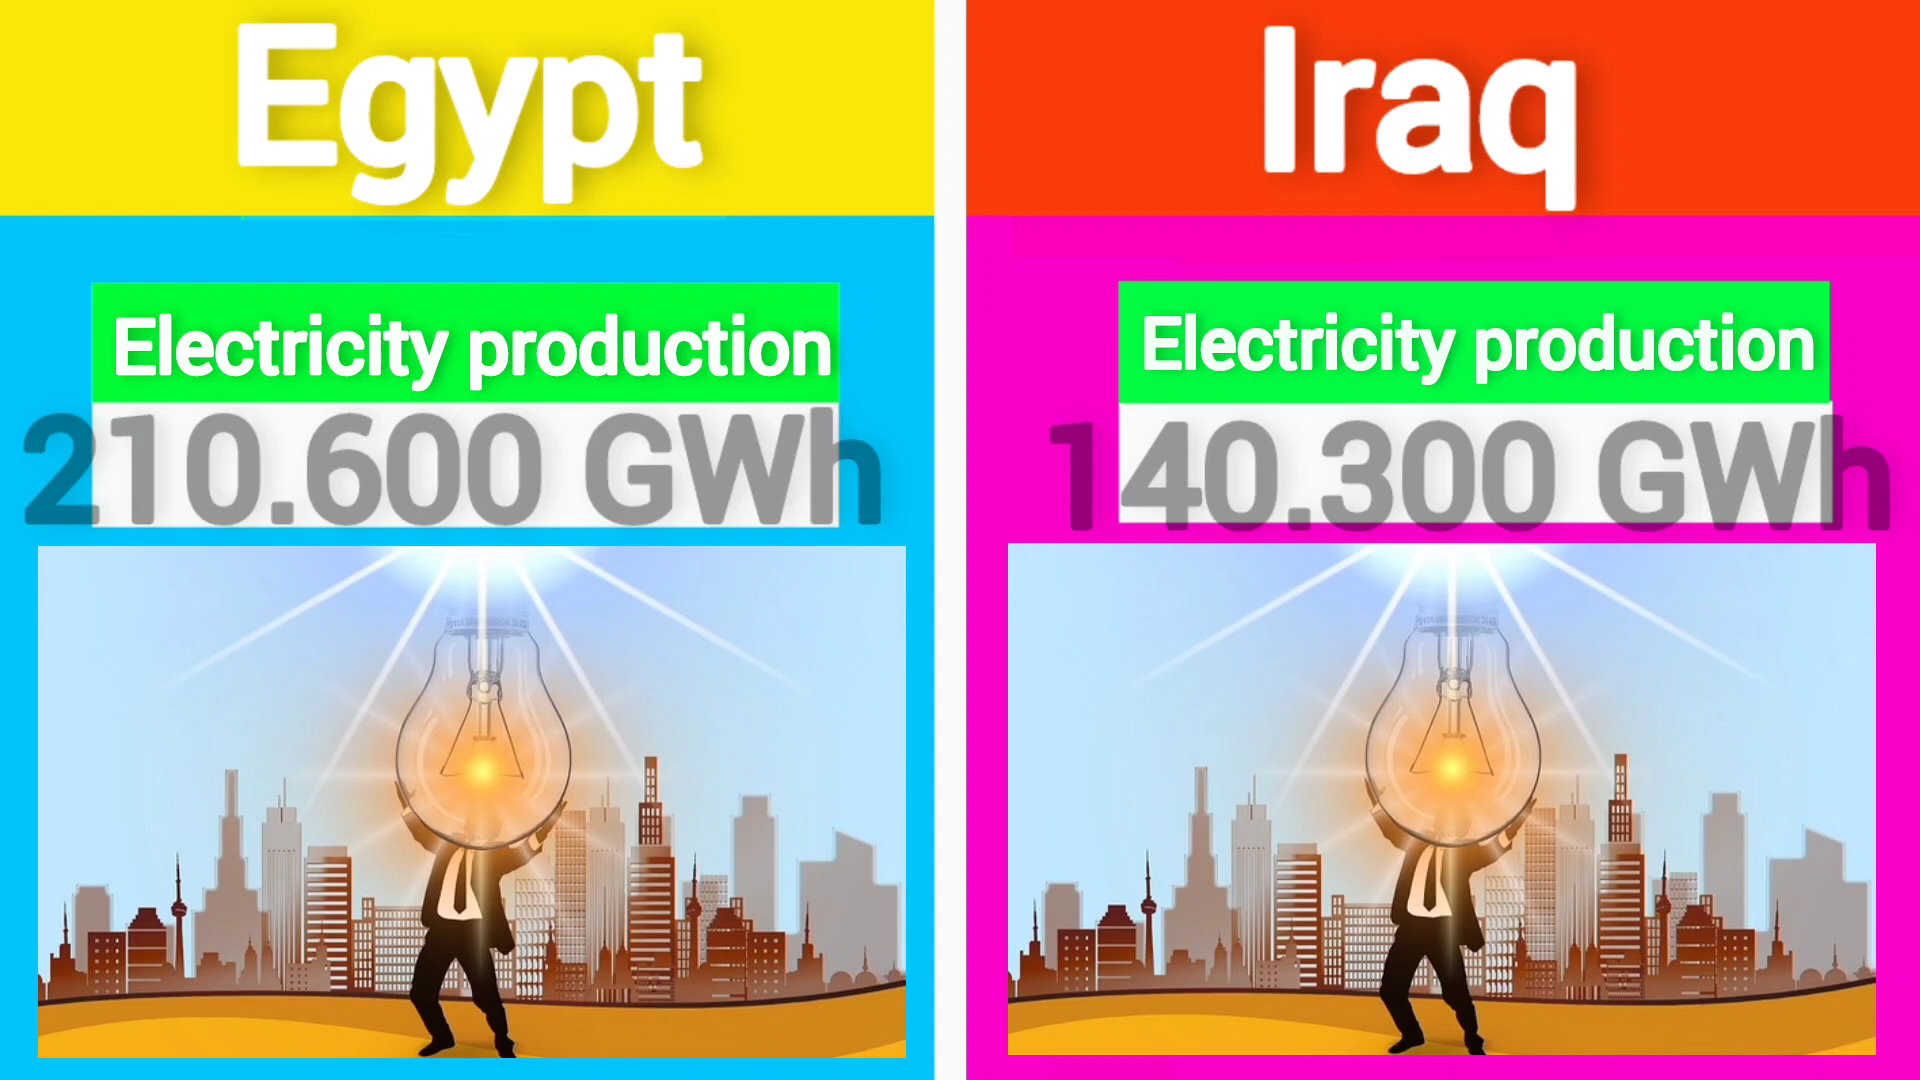 Egypt
Electricity production
210.600 GWh
Iraq
Electricity production
140.300 GWh